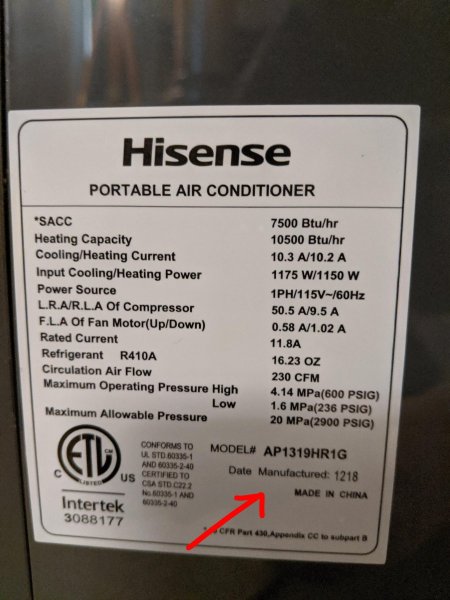 Hisense
PORTABLE AIR CONDITIONER
*SACC 7500 Btu/hr
Heating Capacity 10500 Btu/hr
Cooling/Heating Current 10.3 A/10.2 A
Input Cooling/Heating Power 1175 W/1150 W
Power Source 1PH/115V~/60Hz
L.R.A/R.L.A Of Compressor 50.5 A/9.5 A
F.L.A Of Fan Motor(Up/Down) 0.58 A/1.02 A
Rated Current 11.8A
Refrigerant R410A 16.23 OZ
Circulation Air Flow 230 CFM
Maximum Operating Pressure High 4.14 MPa(600 PSIG)
Low 1.6 MPa(236 PSIG)
Maximum Allowable Pressure 20 MPa(2900 PSIG)
ETL
LISTED
C US
Intertek
3088177
CONFORMS TO
UL STD.60335-1
AND 60335-2-40
CERTIFIED TO
CSA STD.C22.2
No.60335-1 AND
60335-2-40
MODEL# AP1319HR1G
Date Manufactured: 1218
MADE IN CHINA
CFR Part 430,Appendix CC to subpart B